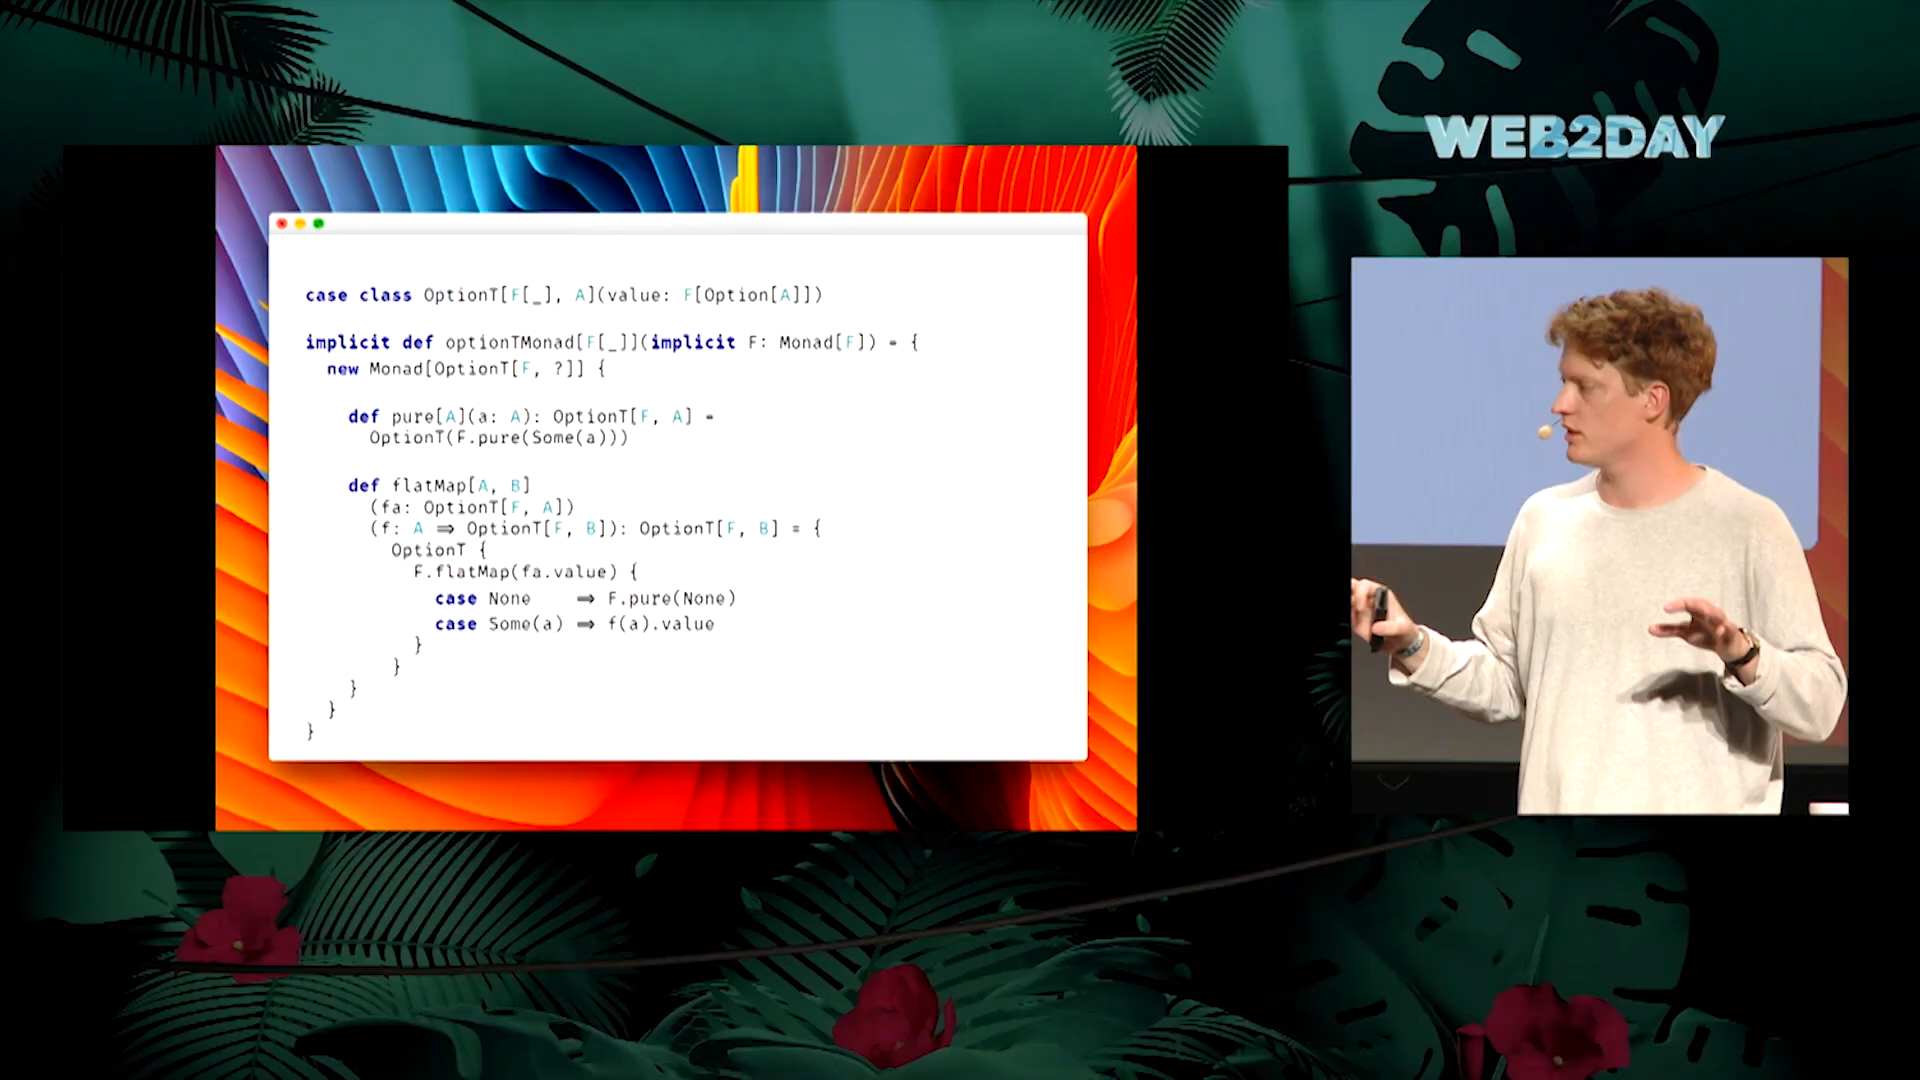 WEB2DAY
case class OptionT[F[_], A](value: F[Option[A]])
implicit def optionTMonad[F[_]](implicit F: Monad[F]) = {
new Monad[OptionT[F, ?]] {
def pure[A](a: A): OptionT[F, A] =
OptionT(F.pure(Some(a)))
def flatMap[A, B]
(fa: OptionT[F, A])
(f: A ⇒ OptionT[F, B]): OptionT[F, B] = {
OptionT {
F.flatMap(fa.value) {
case None ⇒ F.pure(None)
case Some(a) ⇒ f(a).value
}
}
}
}
}